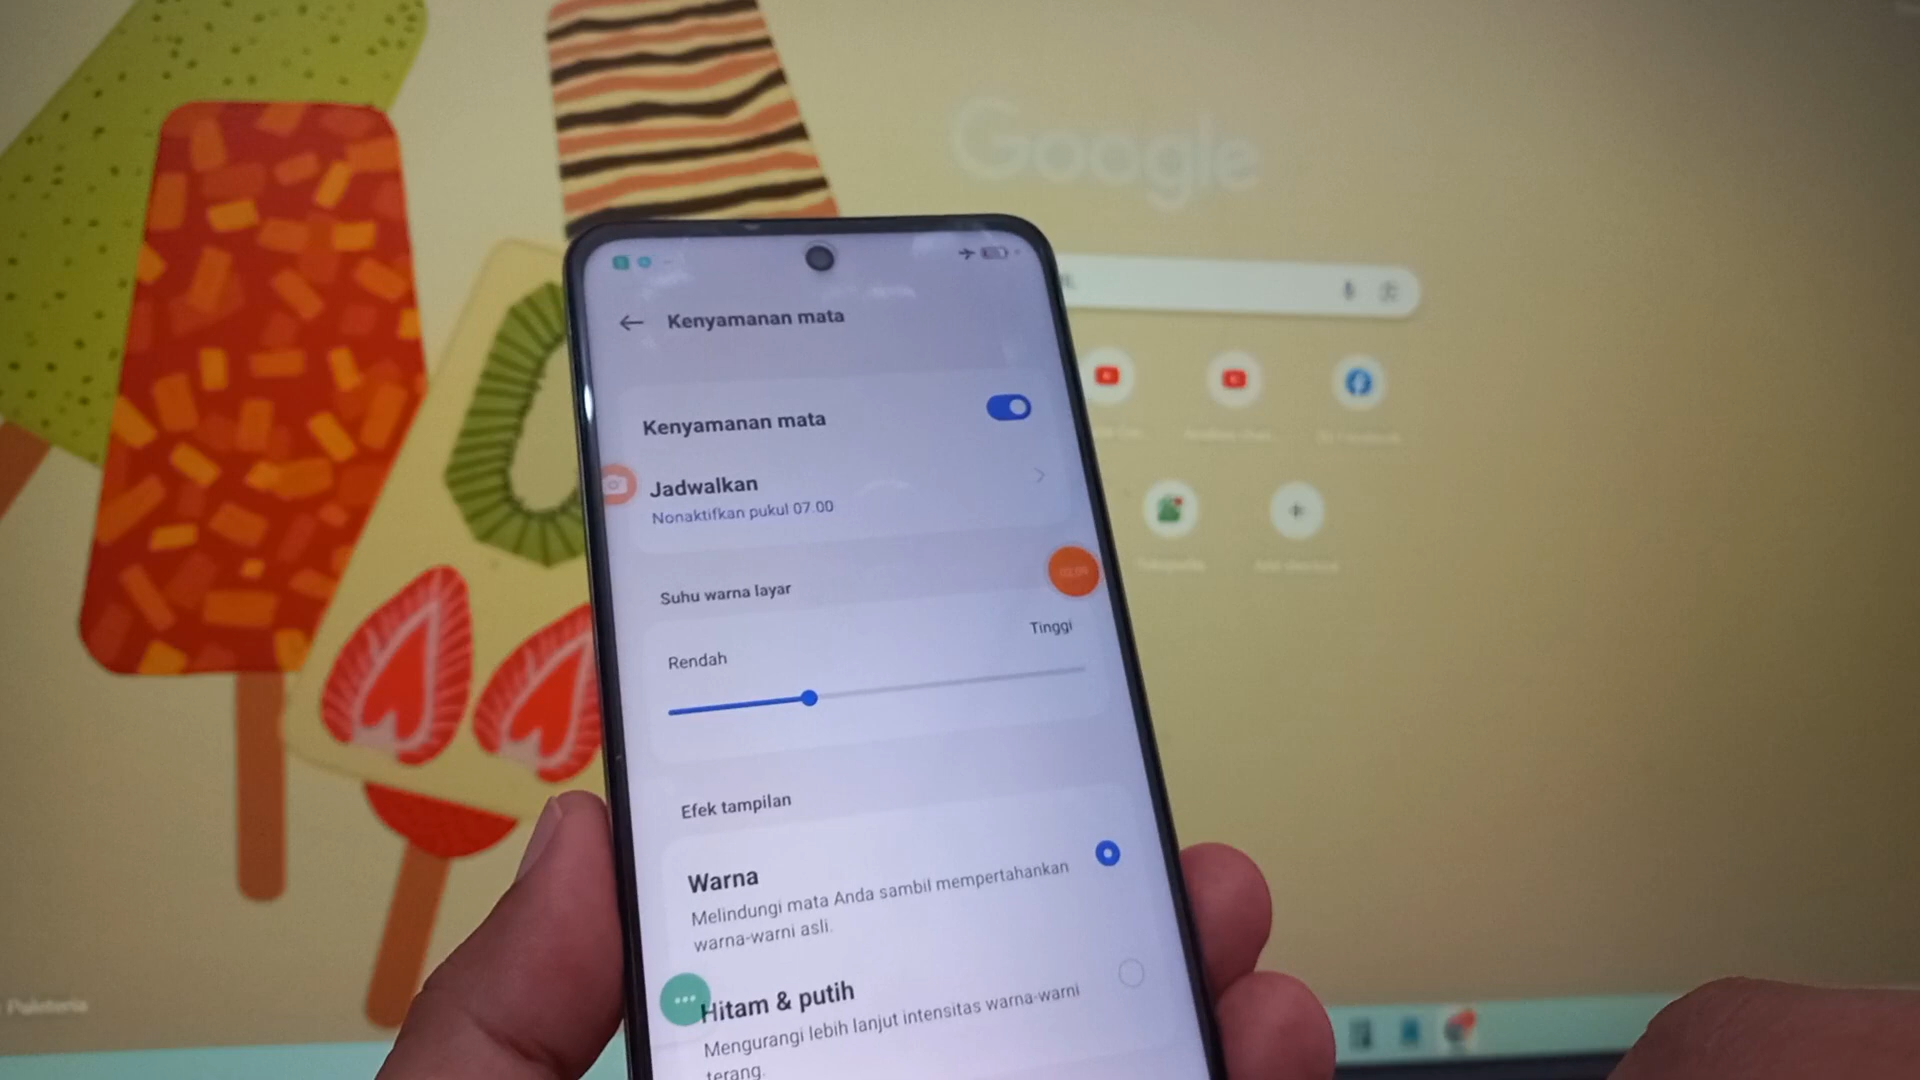 Google
Kenyamanan mata
Kenyamanan mata
Jadwalkan
Nonaktifkan pukul 07.00
Suhu warna layar
Tinggi
Rendah
Efek tampilan
Warna
Melindungi mata Anda sambil mempertahankan
warna-warni asli.
Hitam & putih
Mengurangi lebih lanjut intensitas warna-warni
terang.